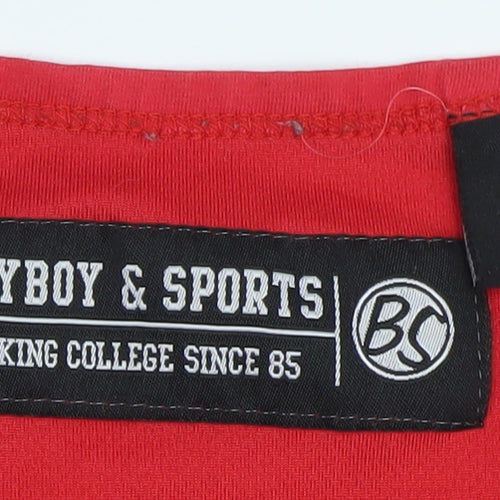 YBOY & SPORTS
KING COLLEGE SINCE 85
BS